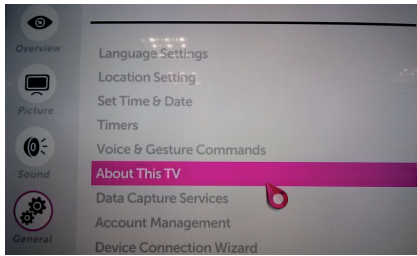 Overview
Picture
Sound
General
Language Settings
Location Setting
Set Time & Date
Timers
Voice & Gesture Commands
About This TV
Data Capture Services
Account Management
Device Connection Wizard